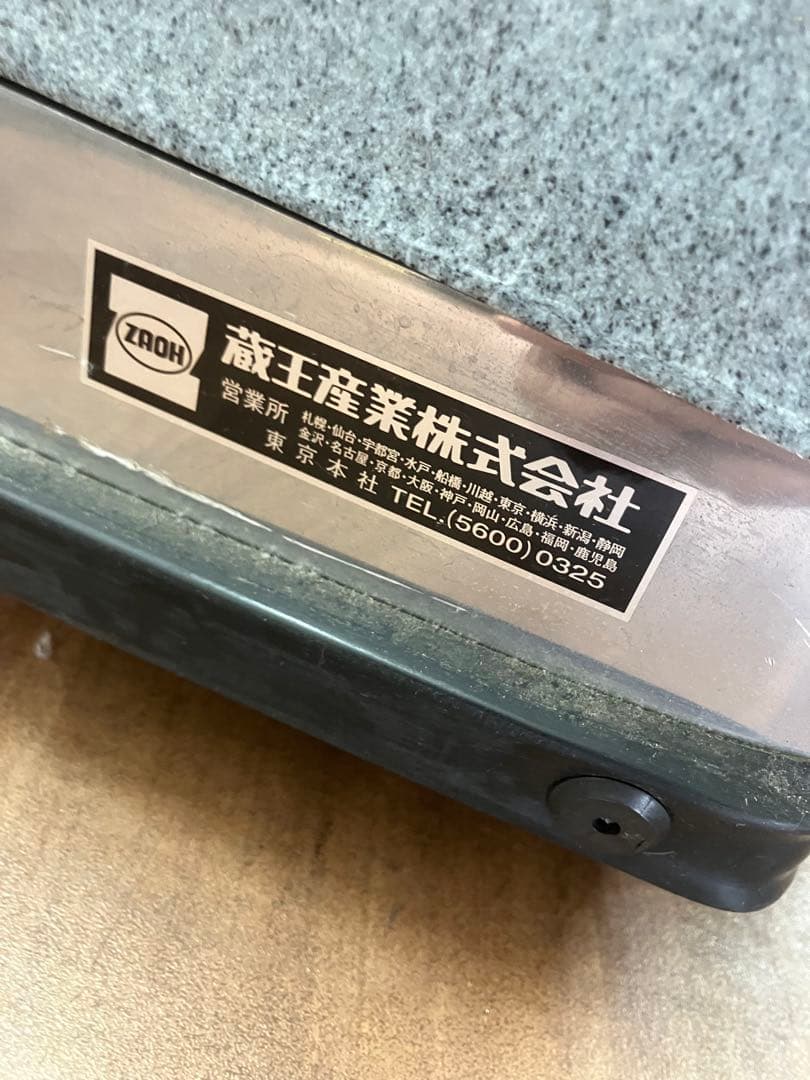 ZAOH
蔵王産業株式会社
営業所 札幌・仙台・宇都宮・水戸・船橋・川越・東京・横浜・新潟・静岡
金沢・名古屋・京都・大阪・神戸・岡山・広島・福岡・鹿児島
東京本社 TEL.(5600)0325